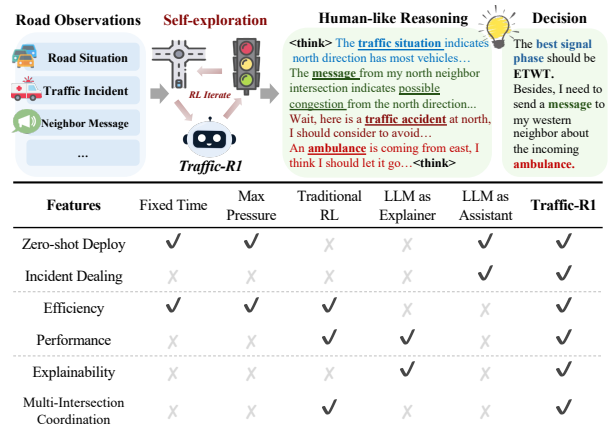 Road Observations
Self-exploration
Human-like Reasoning
Decision
Road Situation
Traffic Incident
Neighbor Message
...
RL Iterate
Traffic-R1
<think> The traffic situation indicates
north direction has most vehicles…
The message from my north neighbor
intersection indicates possible
congestion from the north direction...
Wait, here is a traffic accident at north,
I should consider to avoid…
An ambulance is coming from east, I
think I should let it go…<think>
The best signal
phase should be
ETWT.
Besides, I need to
send a message to
my western
neighbor about
the incoming
ambulance.
Features Fixed Time Max Pressure Traditional RL LLM as Explainer LLM as Assistant Traffic-R1
Zero-shot Deploy ✓ ✓ ✗ ✗ ✓ ✓
Incident Dealing ✗ ✗ ✗ ✗ ✓ ✓
Efficiency ✓ ✓ ✓ ✗ ✗ ✓
Performance ✗ ✗ ✓ ✓ ✗ ✓
Explainability ✗ ✗ ✗ ✓ ✗ ✓
Multi-Intersection
Coordination ✗ ✗ ✓ ✗ ✗ ✓